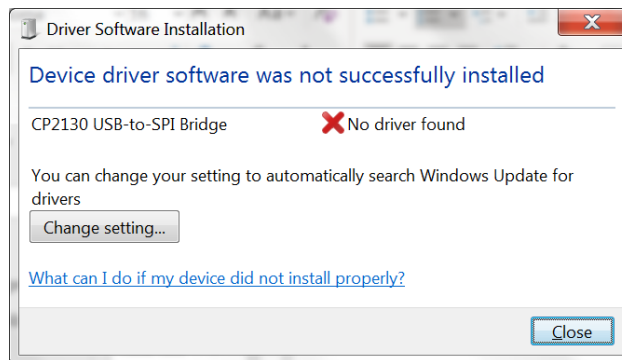 Driver Software Installation
Device driver software was not successfully installed
CP2130 USB-to-SPI Bridge No driver found
You can change your setting to automatically search Windows Update for
drivers
Change setting...
What can I do if my device did not install properly?
Close